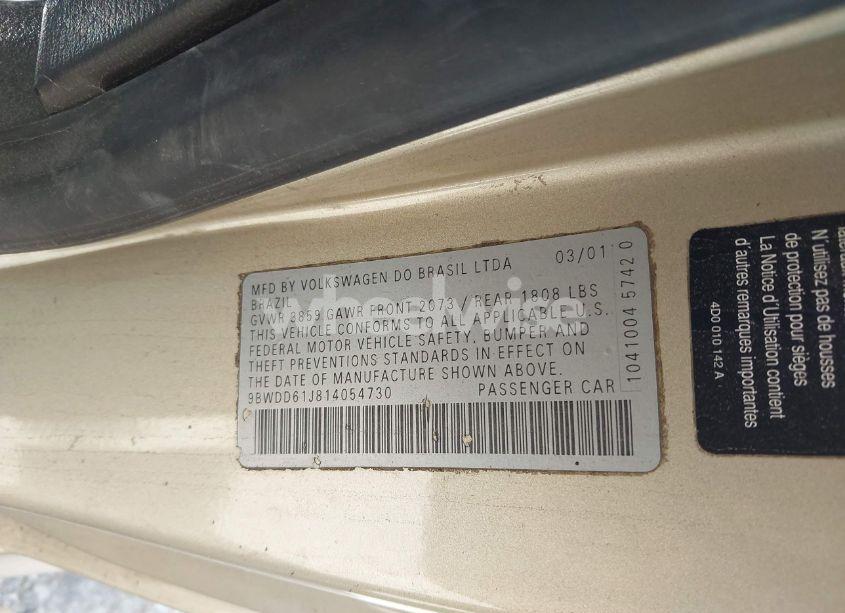 MFD BY VOLKSWAGEN DO BRASIL LTDA 03/01
BRAZIL
GVWR 3859 GAWR FRONT 2073 / REAR 1808 LBS
THIS VEHICLE CONFORMS TO ALL APPLICABLE U.S.
FEDERAL MOTOR VEHICLE SAFETY, BUMPER AND
THEFT PREVENTIONS STANDARDS IN EFFECT ON
THE DATE OF MANUFACTURE SHOWN ABOVE.
9BWDD61J814054730 PASSENGER CAR
1041004 57420
wheelwire
N'utilisez pas de housses
de protection pour sièges
La Notice d'Utilisation contient
d'autres remarques importantes
4D0 010 142 A